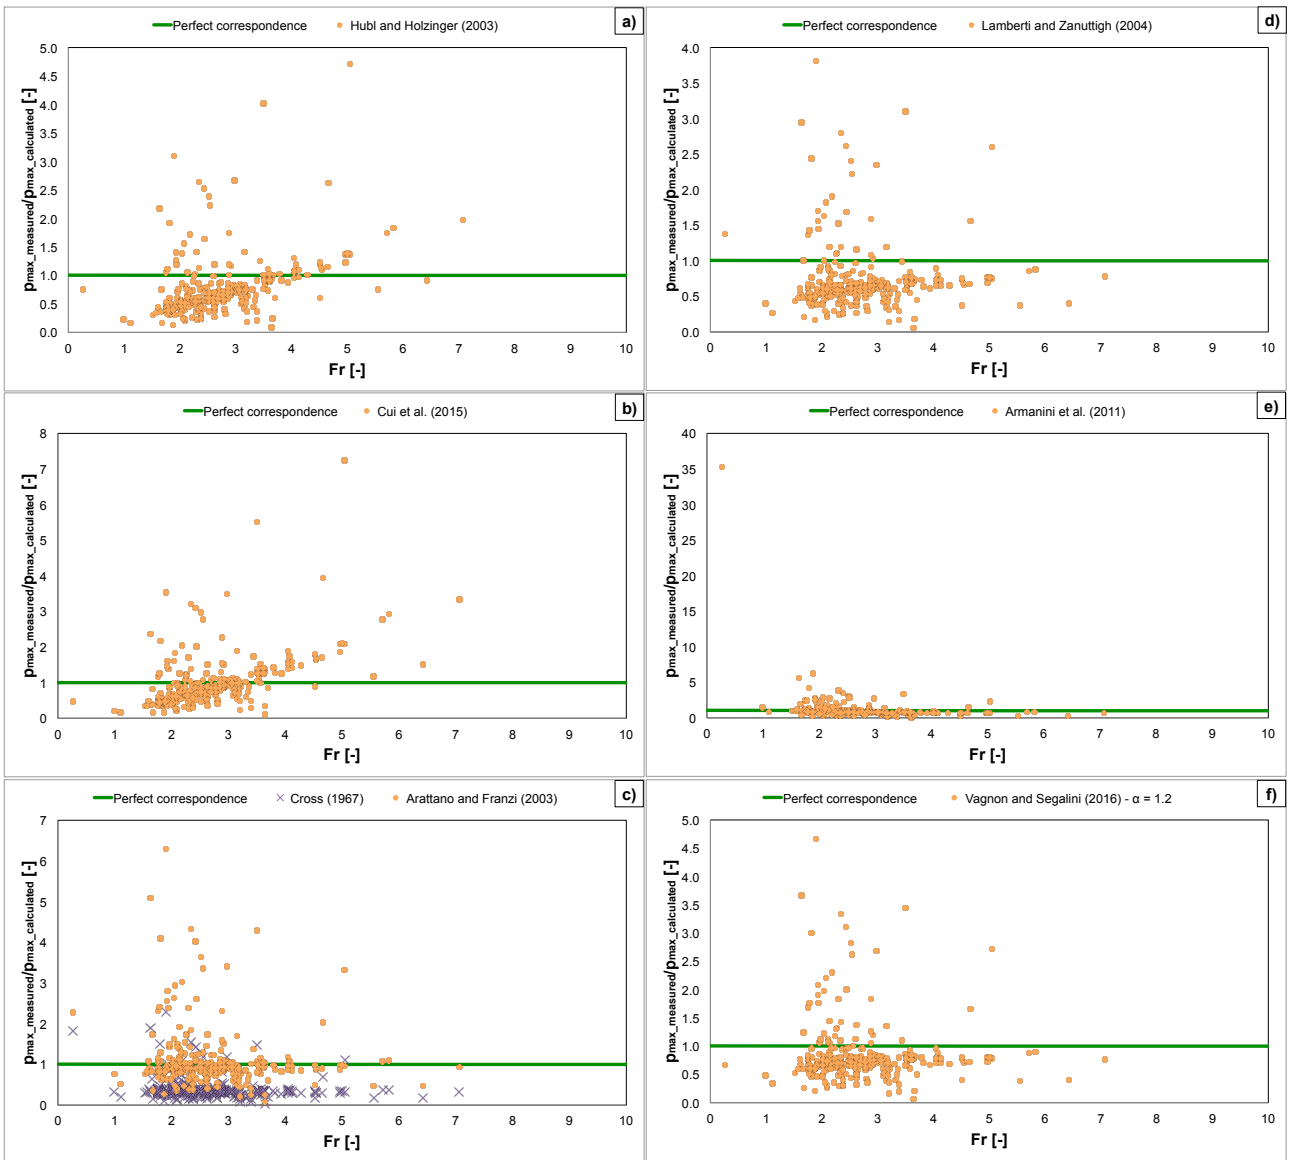 Perfect correspondence Hubl and Holzinger (2003) a)
pmax_measured/pmax_calculated [-]
5.0
4.5
4.0
3.5
3.0
2.5
2.0
1.5
1.0
0.5
0.0
0 1 2 3 4 5 6 7 8 9 10
Fr [-]
Perfect correspondence Lamberti and Zanuttigh (2004) d)
pmax_measured/pmax_calculated [-]
4.0
3.5
3.0
2.5
2.0
1.5
1.0
0.5
0.0
0 1 2 3 4 5 6 7 8 9 10
Fr [-]
Perfect correspondence Cui et al. (2015) b)
pmax_measured/pmax_calculated [-]
8
7
6
5
4
3
2
1
0
0 1 2 3 4 5 6 7 8 9 10
Fr [-]
Perfect correspondence Armanini et al. (2011) e)
pmax_measured/pmax_calculated [-]
40
35
30
25
20
15
10
5
0
0 1 2 3 4 5 6 7 8 9 10
Fr [-]
Perfect correspondence Cross (1967) Arattano and Franzi (2003) c)
pmax_measured/pmax_calculated [-]
7
6
5
4
3
2
1
0
0 1 2 3 4 5 6 7 8 9 10
Fr [-]
Perfect correspondence Vagnon and Segalini (2016) - α = 1.2 f)
pmax_measured/pmax_calculated [-]
5.0
4.5
4.0
3.5
3.0
2.5
2.0
1.5
1.0
0.5
0.0
0 1 2 3 4 5 6 7 8 9 10
Fr [-]